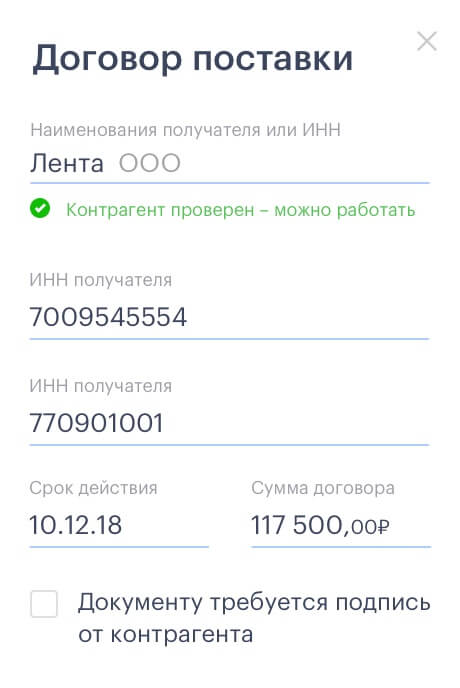 Договор поставки
Наименования получателя или ИНН
Лента ООО
Контрагент проверен – можно работать
ИНН получателя
7009545554
ИНН получателя
770901001
Срок действия
Сумма договора
10.12.18
117 500,00₽
Документу требуется подпись
от контрагента